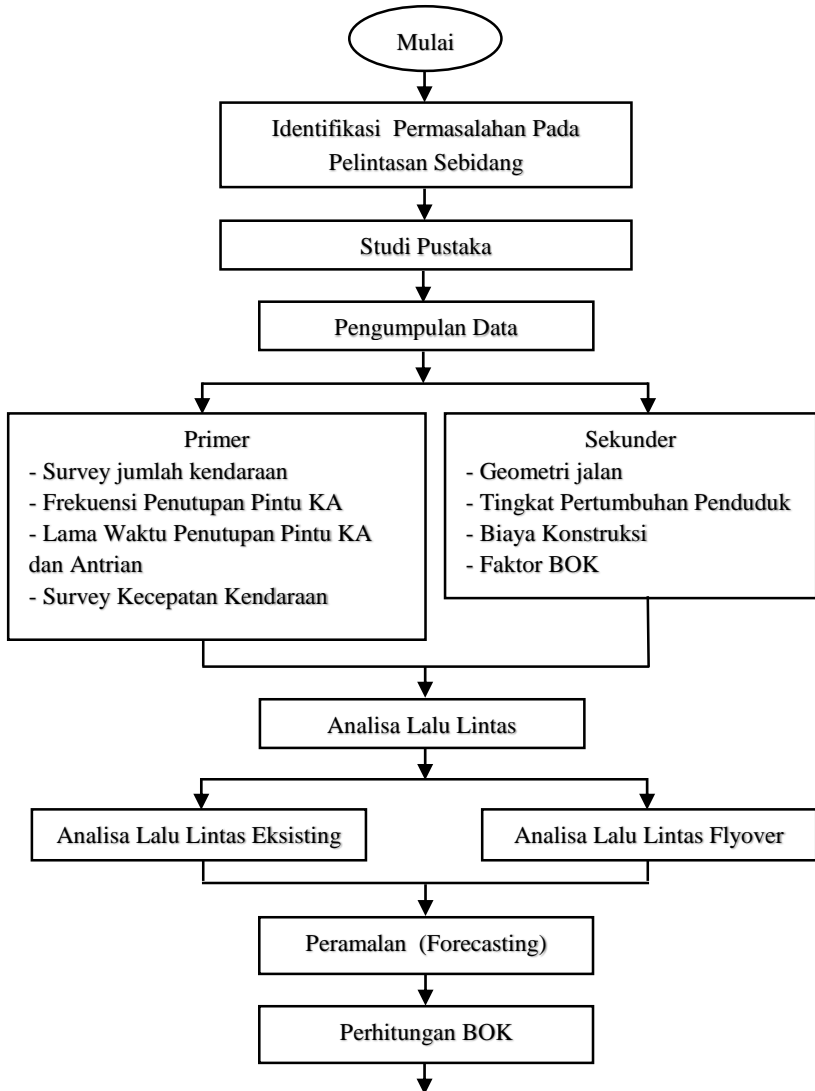 Mulai
Identifikasi Permasalahan Pada
Pelintasan Sebidang
Studi Pustaka
Pengumpulan Data
Primer
- Survey jumlah kendaraan
- Frekuensi Penutupan Pintu KA
- Lama Waktu Penutupan Pintu KA
dan Antrian
- Survey Kecepatan Kendaraan
Sekunder
- Geometri jalan
- Tingkat Pertumbuhan Penduduk
- Biaya Konstruksi
- Faktor BOK
Analisa Lalu Lintas
Analisa Lalu Lintas Eksisting
Analisa Lalu Lintas Flyover
Peramalan (Forecasting)
Perhitungan BOK